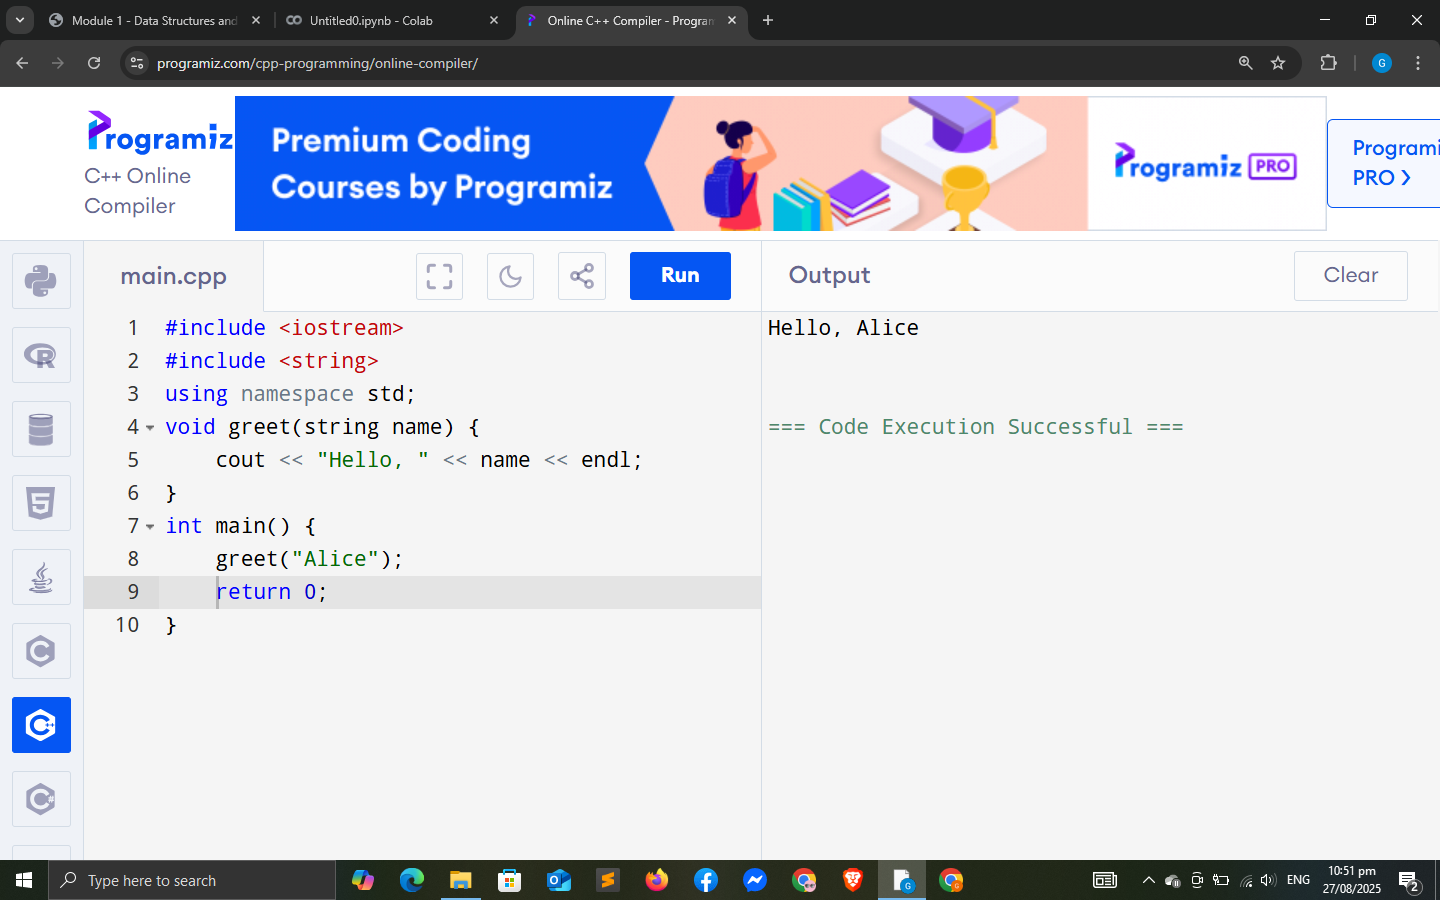 Module 1 - Data Structures and
Untitled0.ipynb - Colab
Online C++ Compiler - Program
programiz.com/cpp-programming/online-compiler/
G
Programiz
C++ Online
Compiler
Premium Coding
Courses by Programiz
Programiz PRO
Programi
PRO ❯
main.cpp
Run
Output
Clear
1 #include <iostream>
2 #include <string>
3 using namespace std;
4 void greet(string name) {
5 cout << "Hello, " << name << endl;
6 }
7 int main() {
8 greet("Alice");
9 return 0;
10 }
Hello, Alice
=== Code Execution Successful ===
Type here to search
ENG
10:51 pm
27/08/2025
2